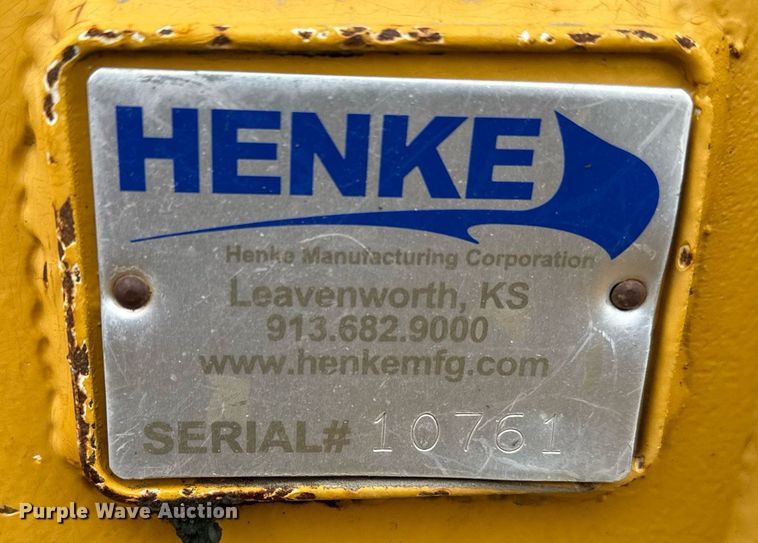 HENKE
Henke Manufacturing Corporation
Leavenworth, KS
913.682.9000
www.henkemfg.com
SERIAL# 10761
Purple Wave Auction